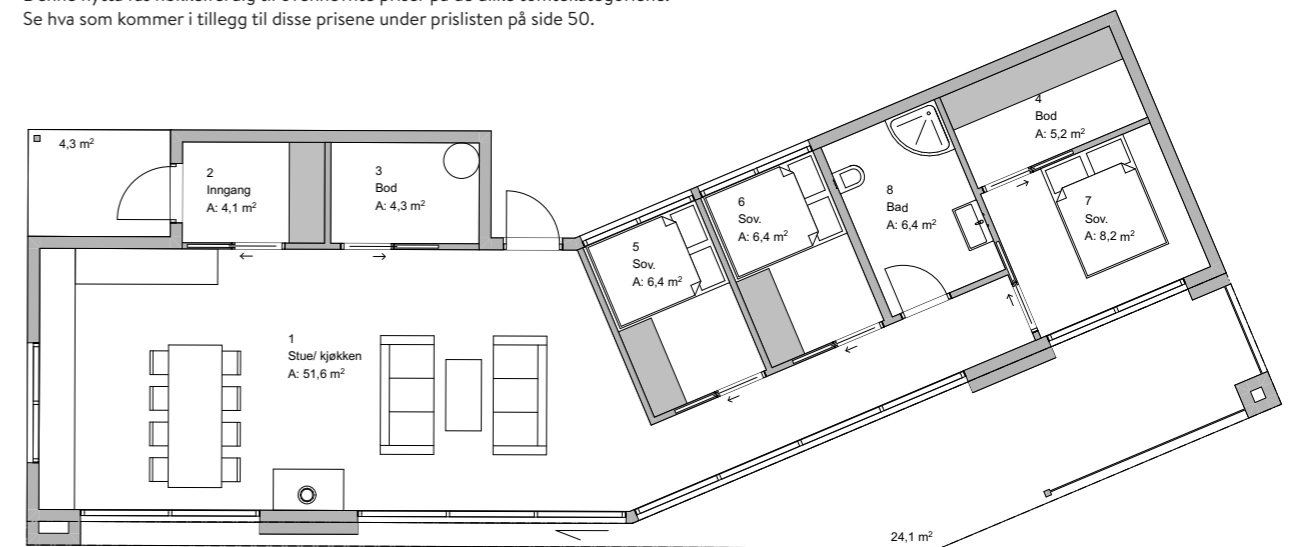 Se hva som kommer i tillegg til disse prisene under prislisten på side 50.
4,3 m²
2
Inngang
A: 4,1 m²
3
Bod
A: 4,3 m²
4
Bod
A: 5,2 m²
5
Sov.
A: 6,4 m²
6
Sov.
A: 6,4 m²
8
Bad
A: 6,4 m²
7
Sov.
A: 8,2 m²
1
Stue/ kjøkken
A: 51,6 m²
24,1 m²